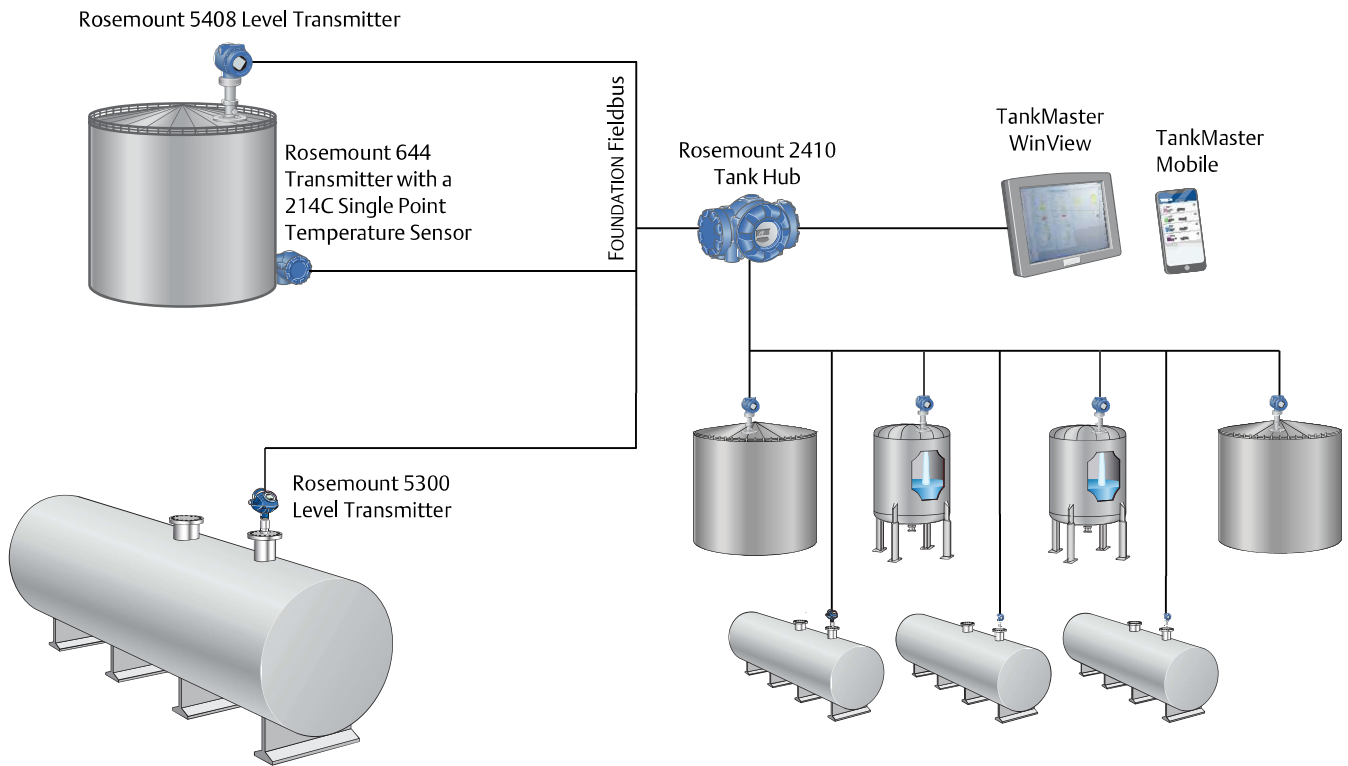 Rosemount 5408 Level Transmitter
Rosemount 644
Transmitter with a
214C Single Point
Temperature Sensor
FOUNDATION Fieldbus
Rosemount 2410
Tank Hub
TankMaster
WinView
TankMaster
Mobile
Rosemount 5300
Level Transmitter